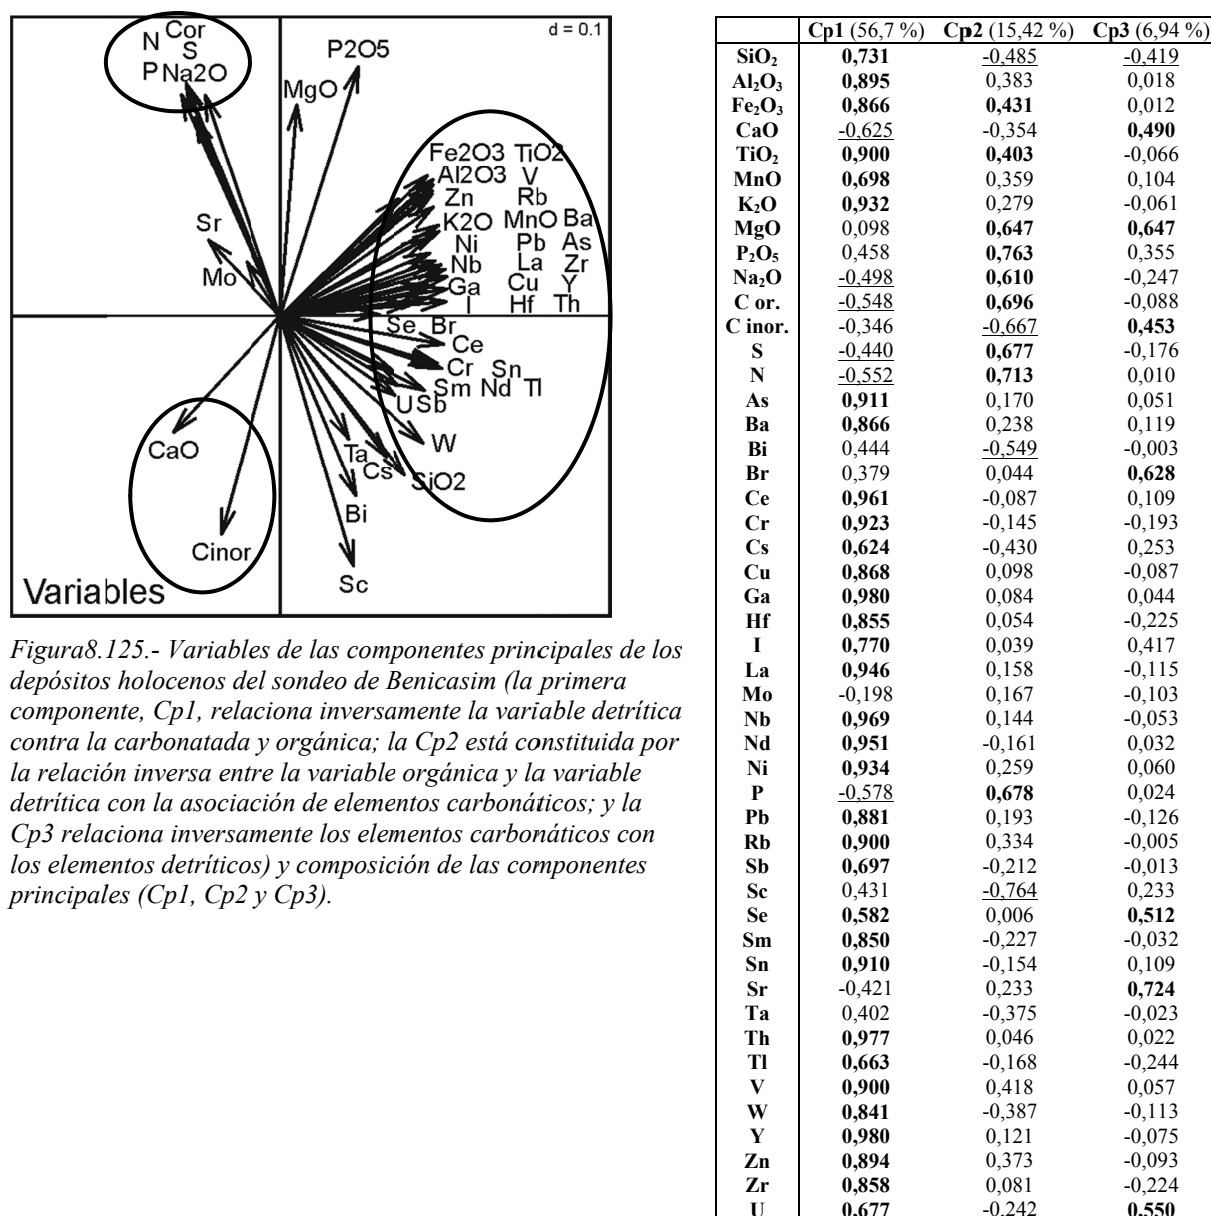 d = 0.1
Cor
N
S
P Na2O
P2O5
MgO
Fe2O3 TiO2
Al2O3 V
Zn Rb
K2O MnO Ba
Ni Pb As
Nb La Zr
Ga Cu Y
I Hf Th
Sr
Mo
Se Br
Ce
Cr Sn
Sm Nd Tl
U Sb
W
Ta
Cs
SiO2
Bi
Sc
CaO
Cinor
Variables
Figura8.125.- Variables de las componentes principales de los
depósitos holocenos del sondeo de Benicasim (la primera
componente, Cp1, relaciona inversamente la variable detrítica
contra la carbonatada y orgánica; la Cp2 está constituida por
la relación inversa entre la variable orgánica y la variable
detrítica con la asociación de elementos carbonáticos; y la
Cp3 relaciona inversamente los elementos carbonáticos con
los elementos detríticos) y composición de las componentes
principales (Cp1, Cp2 y Cp3).
Cp1 (56,7 %) Cp2 (15,42 %) Cp3 (6,94 %)
SiO₂ 0,731 -0,485 -0,419
Al₂O₃ 0,895 0,383 0,018
Fe₂O₃ 0,866 0,431 0,012
CaO -0,625 -0,354 0,490
TiO₂ 0,900 0,403 -0,066
MnO 0,698 0,359 0,104
K₂O 0,932 0,279 -0,061
MgO 0,098 0,647 0,647
P₂O₅ 0,458 0,763 0,355
Na₂O -0,498 0,610 -0,247
C or. -0,548 0,696 -0,088
C inor. -0,346 -0,667 0,453
S -0,440 0,677 -0,176
N -0,552 0,713 0,010
As 0,911 0,170 0,051
Ba 0,866 0,238 0,119
Bi 0,444 -0,549 -0,003
Br 0,379 0,044 0,628
Ce 0,961 -0,087 0,109
Cr 0,923 -0,145 -0,193
Cs 0,624 -0,430 0,253
Cu 0,868 0,098 -0,087
Ga 0,980 0,084 0,044
Hf 0,855 0,054 -0,225
I 0,770 0,039 0,417
La 0,946 0,158 -0,115
Mo -0,198 0,167 -0,103
Nb 0,969 0,144 -0,053
Nd 0,951 -0,161 0,032
Ni 0,934 0,259 0,060
P -0,578 0,678 0,024
Pb 0,881 0,193 -0,126
Rb 0,900 0,334 -0,005
Sb 0,697 -0,212 -0,013
Sc 0,431 -0,764 0,233
Se 0,582 0,006 0,512
Sm 0,850 -0,227 -0,032
Sn 0,910 -0,154 0,109
Sr -0,421 0,233 0,724
Ta 0,402 -0,375 -0,023
Th 0,977 0,046 0,022
Tl 0,663 -0,168 -0,244
V 0,900 0,418 0,057
W 0,841 -0,387 -0,113
Y 0,980 0,121 -0,075
Zn 0,894 0,373 -0,093
Zr 0,858 0,081 -0,224
U 0,677 -0,242 0,550